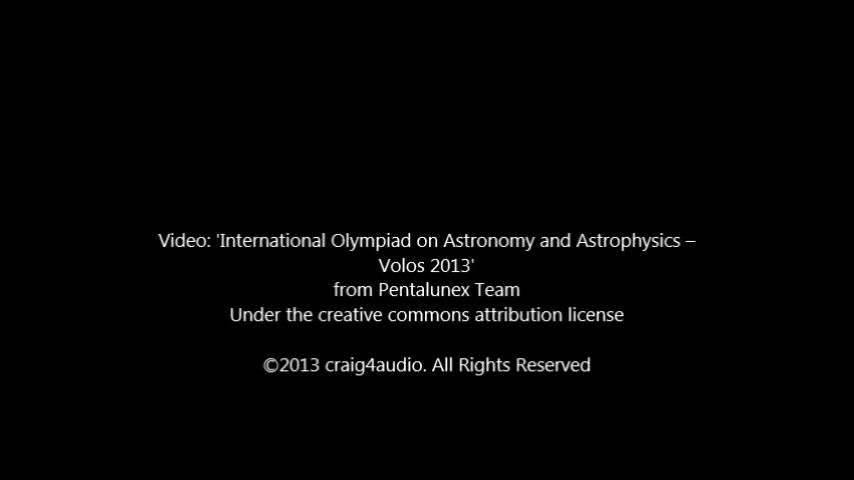 Video: 'International Olympiad on Astronomy and Astrophysics –
Volos 2013'
from Pentalunex Team
Under the creative commons attribution license
©2013 craig4audio. All Rights Reserved